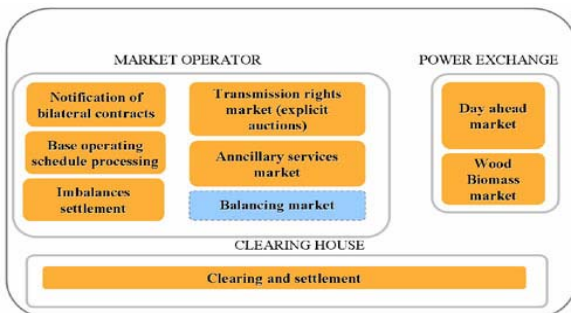 MARKET OPERATOR
Notification of
bilateral contracts
Base operating
schedule processing
Imbalances
settlement
Transmission rights
market (explicit
auctions)
Anncillary services
market
Balancing market
POWER EXCHANGE
Day ahead
market
Wood
Biomass
market
CLEARING HOUSE
Clearing and settlement